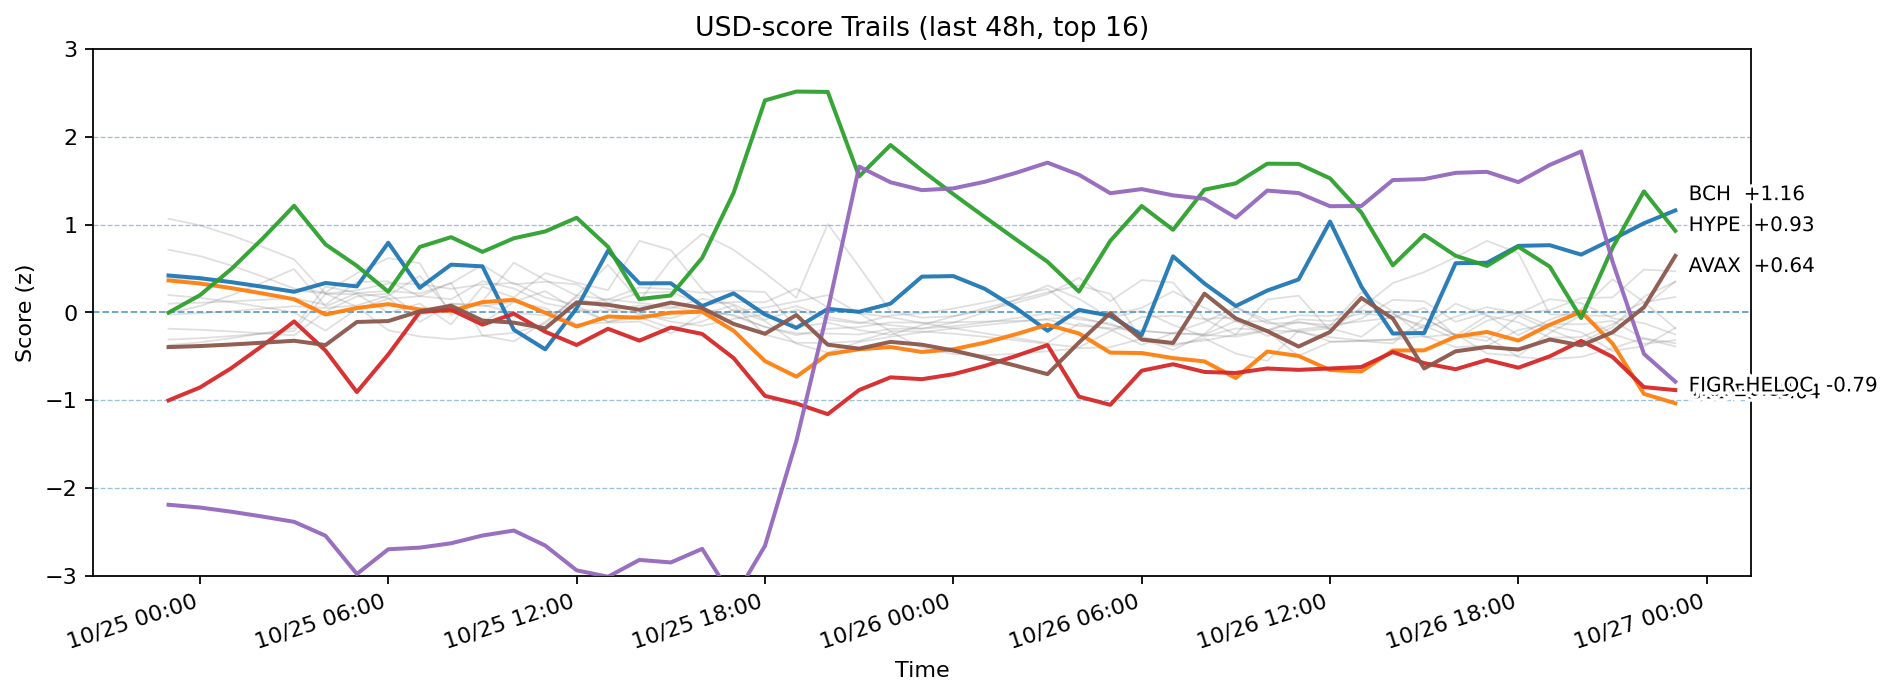 USD-score Trails (last 48h, top 16)
Score (z)
3
2
1
0
−1
−2
−3
BCH +1.16
HYPE +0.93
AVAX +0.64
FIGR_HELOC -0.79
10/25 00:00
10/25 06:00
10/25 12:00
10/25 18:00
10/26 00:00
10/26 06:00
10/26 12:00
10/26 18:00
10/27 00:00
Time